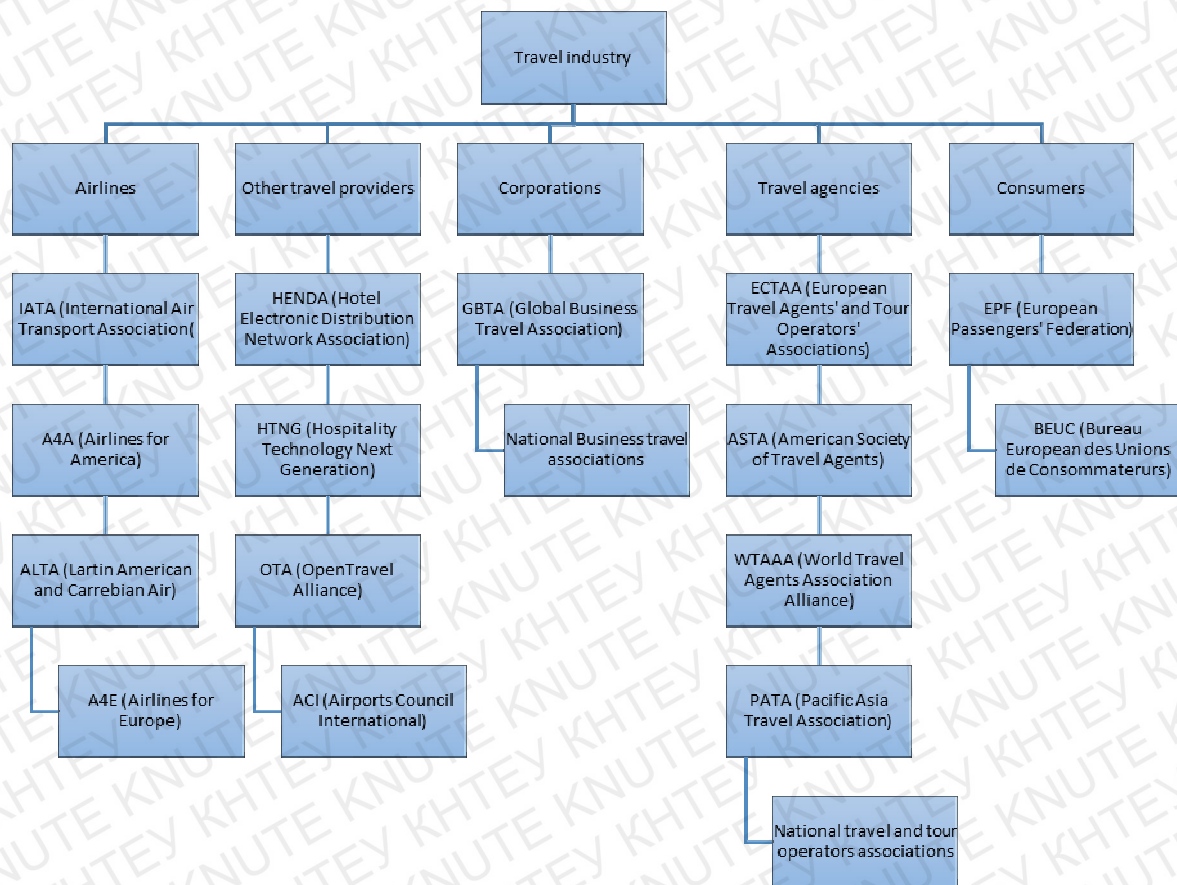 Travel industry
Airlines
Other travel providers
Corporations
Travel agencies
Consumers
IATA (International Air
Transport Association(
HENDA (Hotel
Electronic Distribution
Network Association)
GBTA (Global Business
Travel Association)
ECTAA (European
Travel Agents' and Tour
Operators'
Associations)
EPF (European
Passengers' Federation)
A4A (Airlines for
America)
HTNG (Hospitality
Technology Next
Generation)
National Business travel
associations
ASTA (American Society
of Travel Agents)
BEUC (Bureau
European des Unions
de Consommaterurs)
ALTA (Lartin American
and Carrebian Air)
OTA (OpenTravel
Alliance)
WTAAA (World Travel
Agents Association
Alliance)
A4E (Airlines for
Europe)
ACI (Airports Council
International)
PATA (Pacific Asia
Travel Association)
National travel and tour
operators associations
КНТЕУ KNUTE